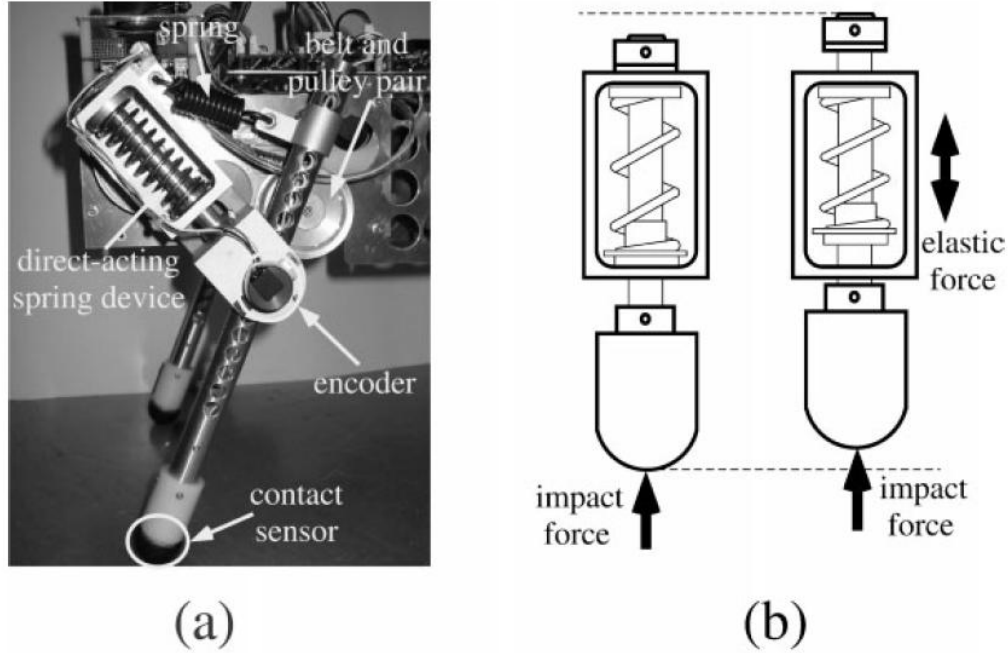 spring
belt and
pulley pair
direct-acting
spring device
encoder
contact
sensor
(a)
elastic
force
impact
force
impact
force
(b)